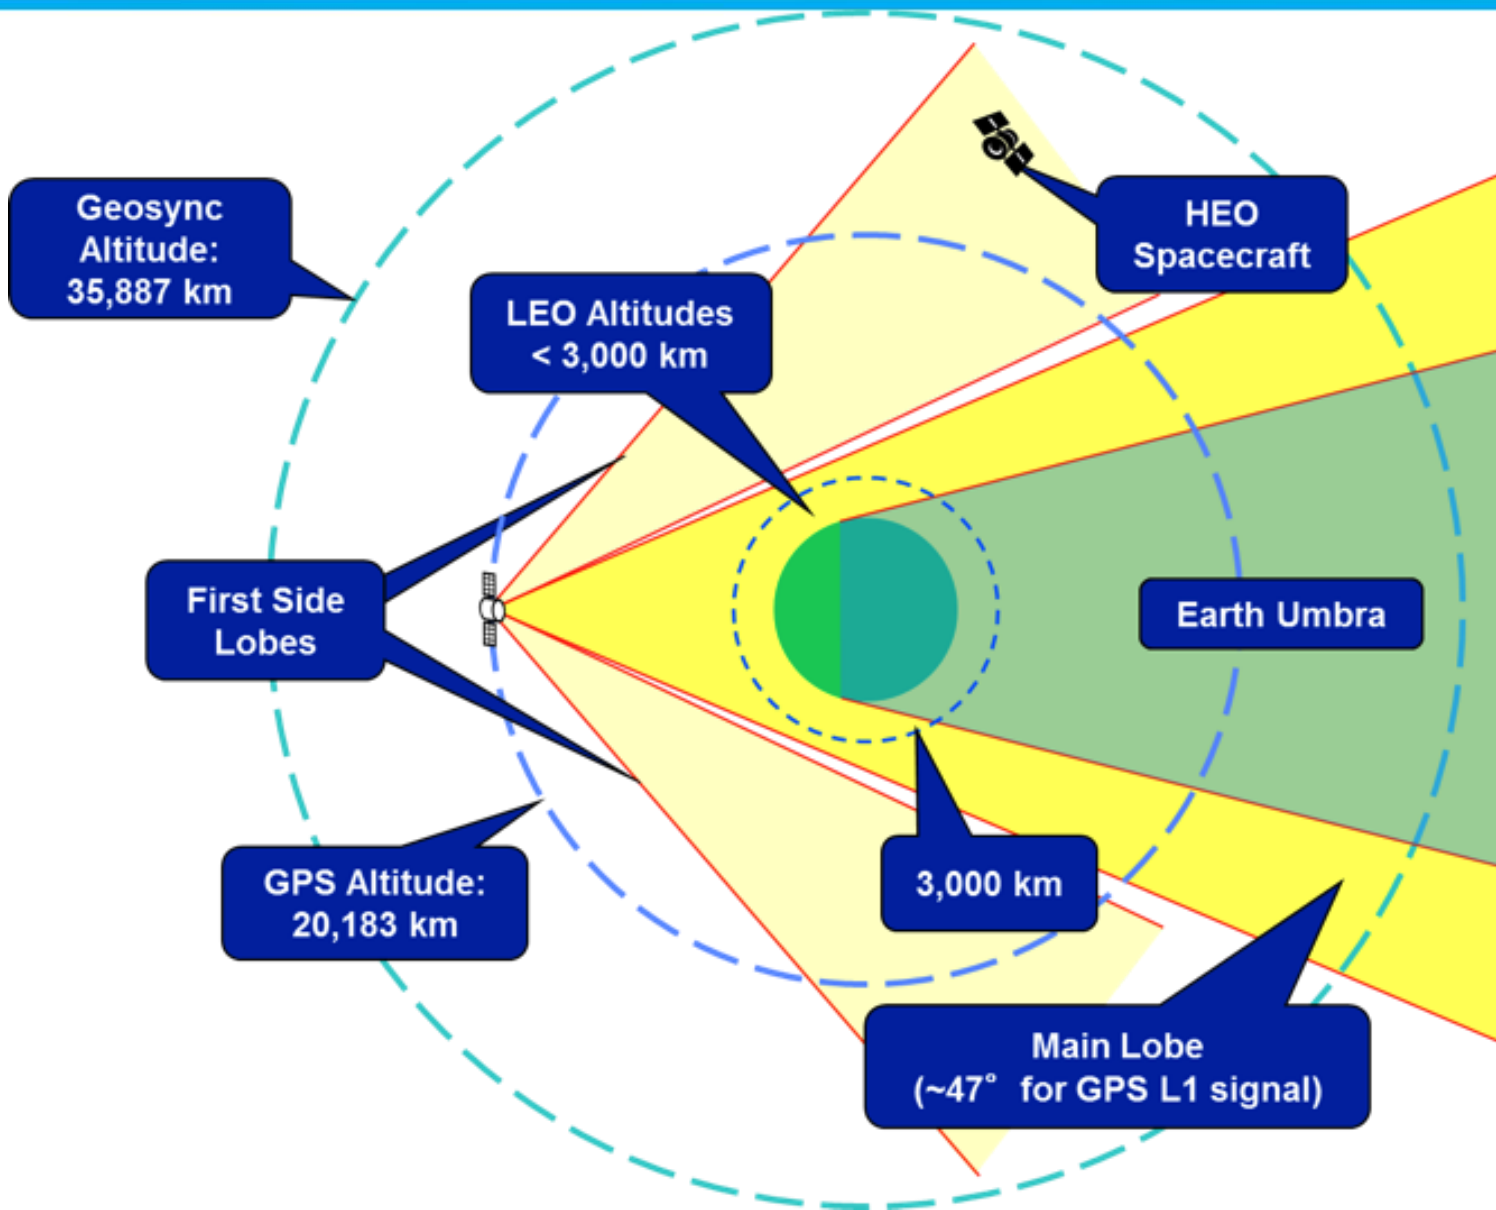 Geosync
Altitude:
35,887 km
HEO
Spacecraft
LEO Altitudes
< 3,000 km
First Side
Lobes
Earth Umbra
GPS Altitude:
20,183 km
3,000 km
Main Lobe
(~47° for GPS L1 signal)